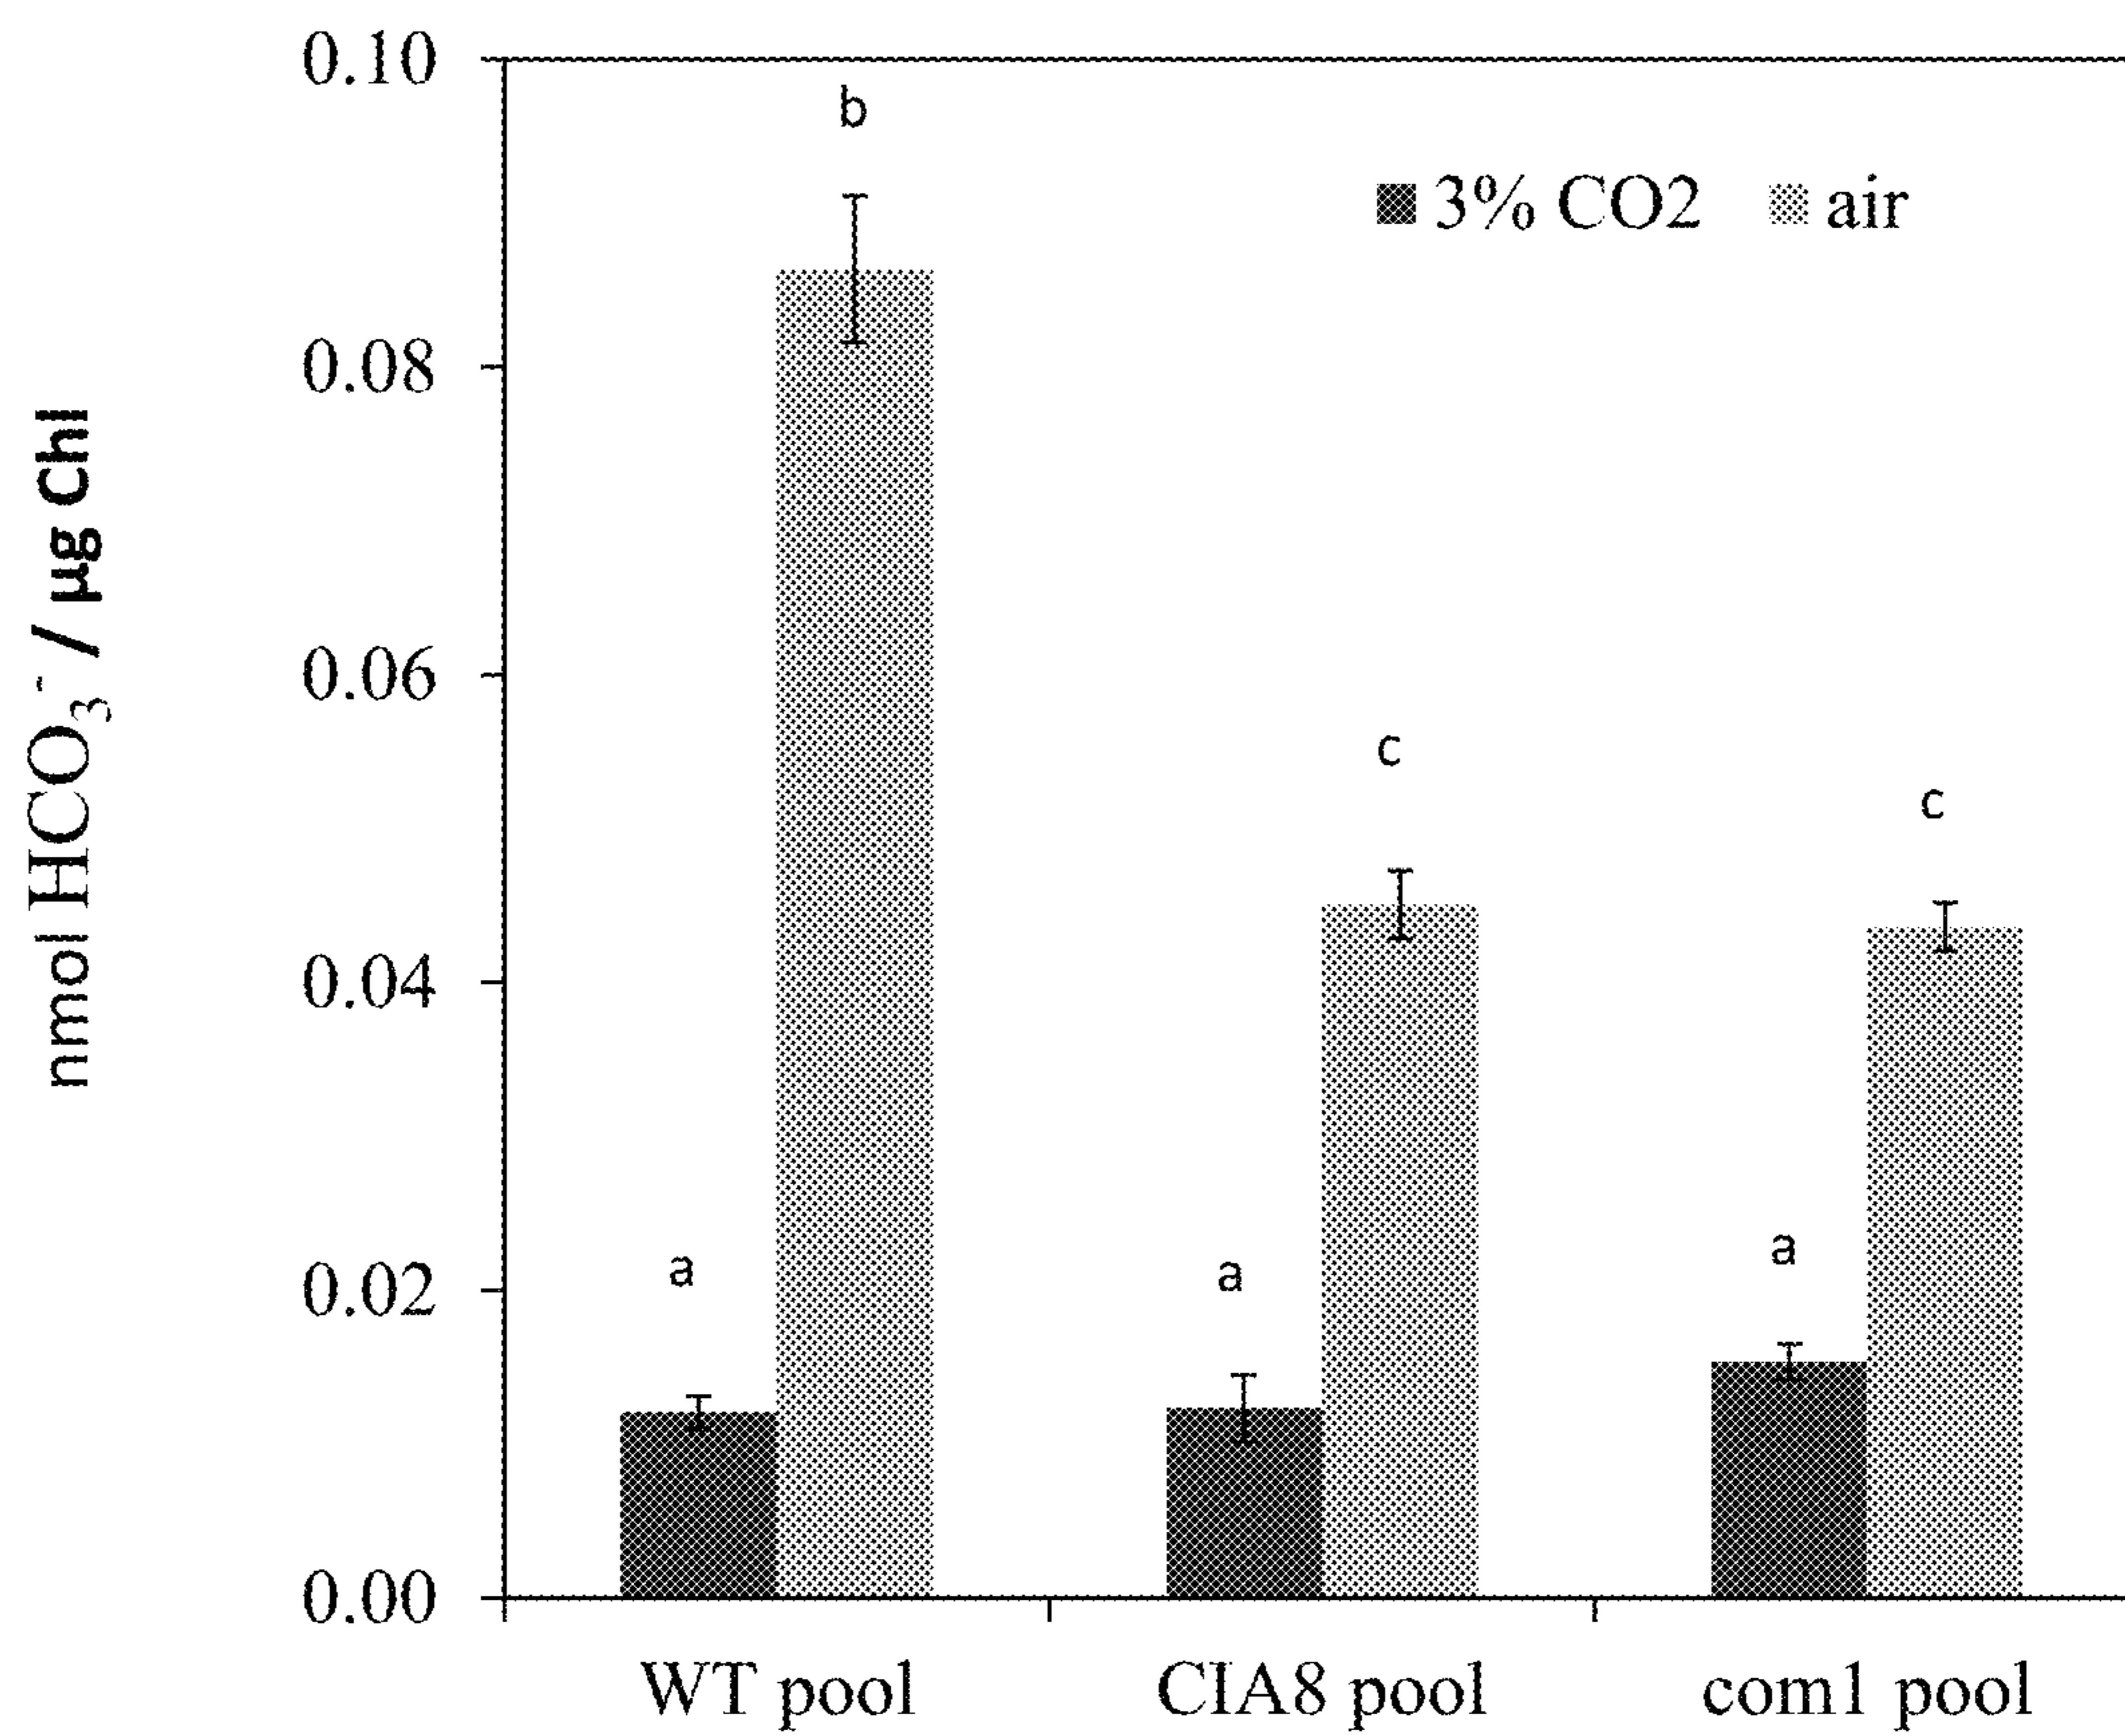 nmol HCO₃⁻ / µg Chl
0.10
0.08
0.06
0.04
0.02
0.00
3% CO2
air
a
b
a
c
a
c
WT pool
CIA8 pool
com1 pool